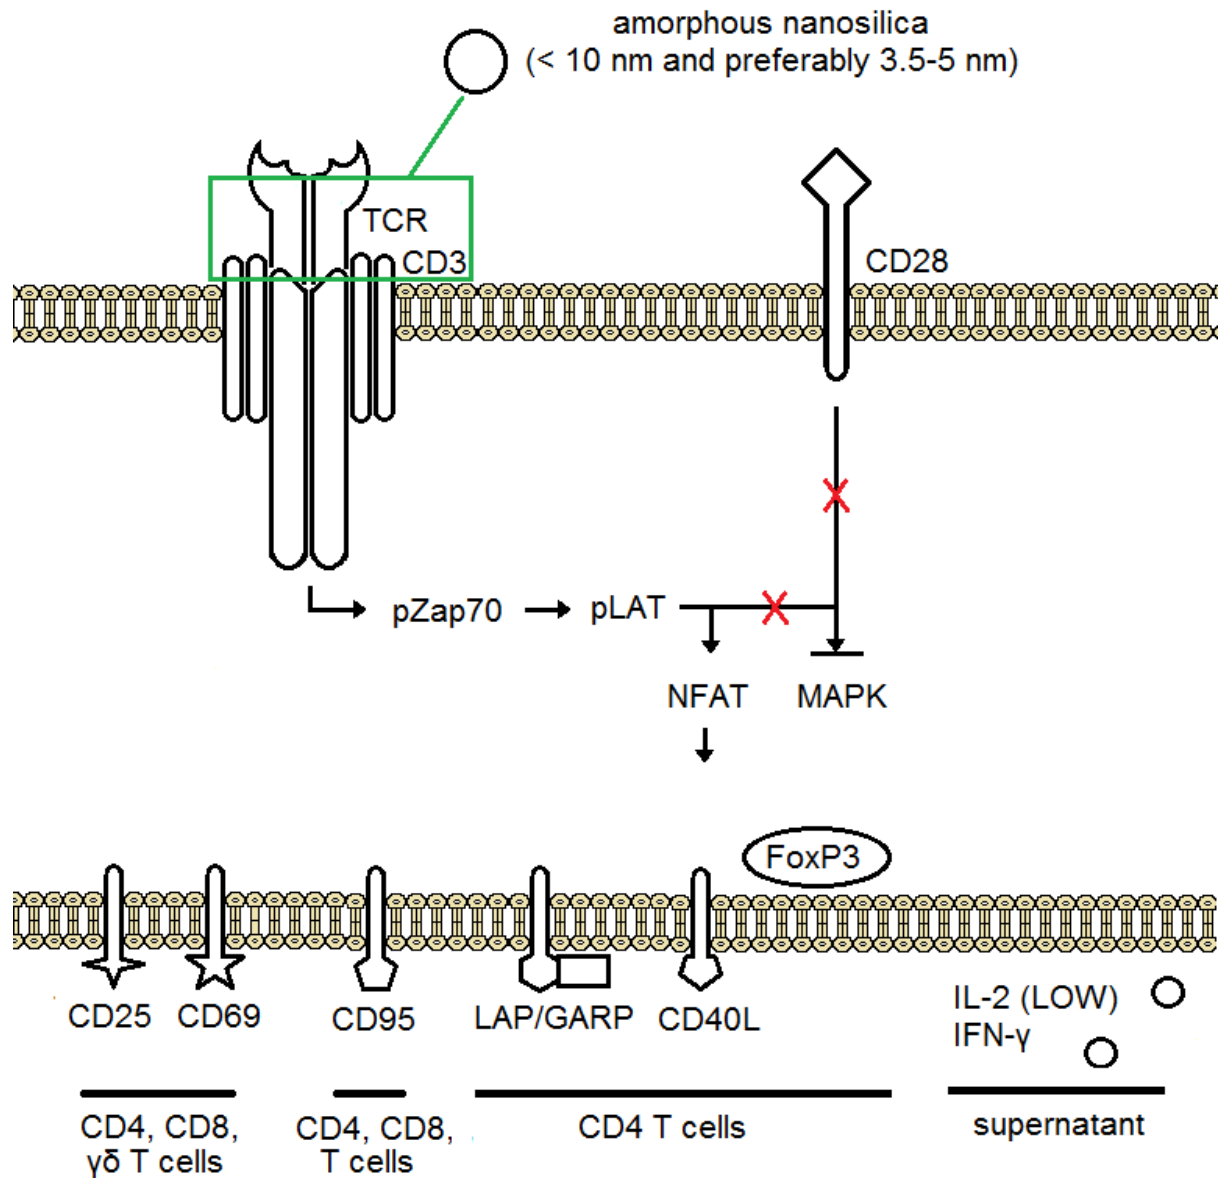 amorphous nanosilica
(< 10 nm and preferably 3.5-5 nm)
TCR
CD3
CD28
pZap70
pLAT
NFAT
MAPK
FoxP3
CD25
CD69
CD95
LAP/GARP
CD40L
IL-2 (LOW)
IFN-γ
CD4, CD8,
γδ T cells
CD4, CD8,
T cells
CD4 T cells
supernatant